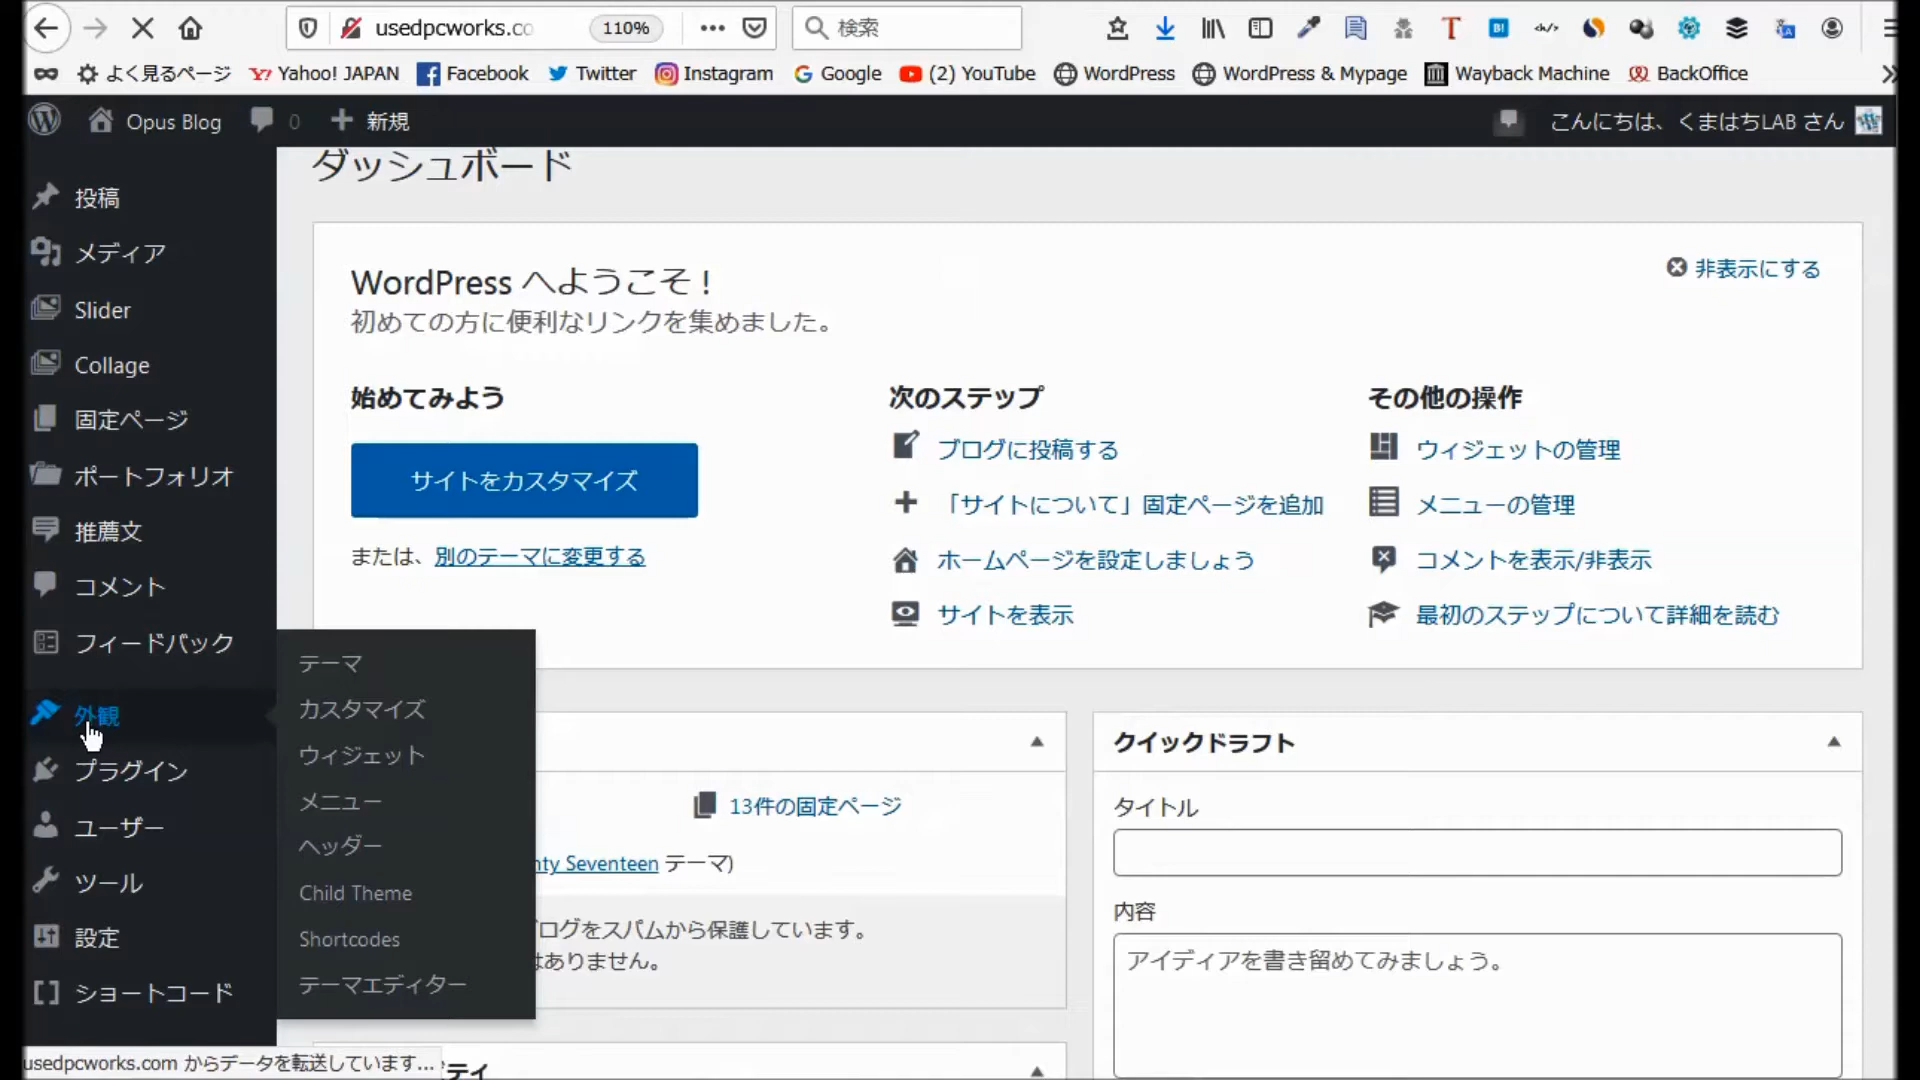 usedpcworks.co
110%
検索
よく見るページ
Yahoo! JAPAN
Facebook
Twitter
Instagram
Google
(2) YouTube
WordPress
WordPress & Mypage
Wayback Machine
BackOffice
Opus Blog
0
新規
こんにちは、くまはちLAB さん
投稿
メディア
Slider
Collage
固定ページ
ポートフォリオ
推薦文
コメント
フィードバック
外観
プラグイン
ユーザー
ツール
設定
ショートコード
テーマ
カスタマイズ
ウィジェット
メニュー
ヘッダー
Child Theme
Shortcodes
テーマエディター
ダッシュボード
WordPress へようこそ !
初めての方に便利なリンクを集めました。
非表示にする
始めてみよう
サイトをカスタマイズ
または、別のテーマに変更する
次のステップ
ブログに投稿する
「サイトについて」固定ページを追加
ホームページを設定しましょう
サイトを表示
その他の操作
ウィジェットの管理
メニューの管理
コメントを表示/非表示
最初のステップについて詳細を読む
13件の固定ページ
nty Seventeen テーマ)
ログをスパムから保護しています。
はありません。
ティ
クイックドラフト
タイトル
内容
アイディアを書き留めてみましょう。
usedpcworks.com からデータを転送しています...